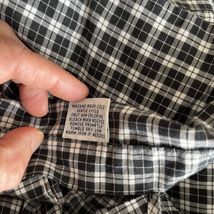 MACHINE WASH COLD
GENTLE CYCLE
ONLY NON-CHLORINE
BLEACH WHEN NEEDED
REMOVE PROMPTLY
TUMBLE DRY LOW
WARM IRON IF NEEDED